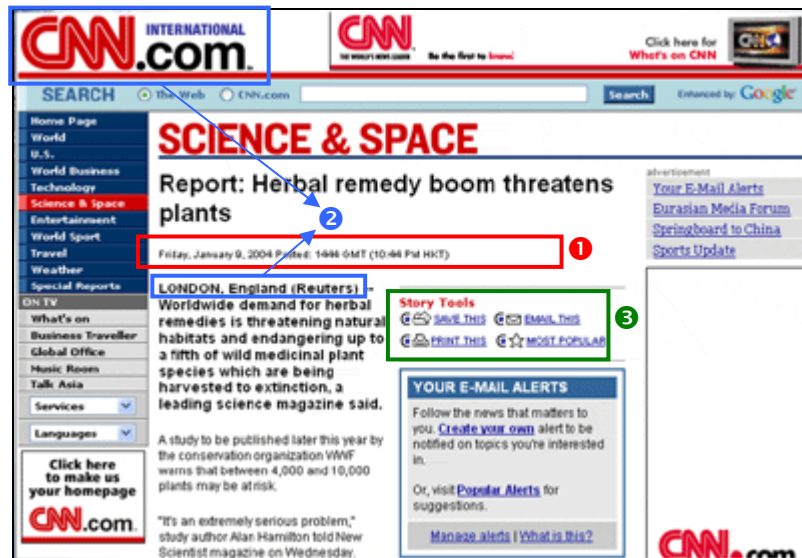 CNN.com INTERNATIONAL
CNN
THE WORLD'S NEWS LEADER
Be the first to know!
Click here for
What's on CNN
SEARCH The Web CNN.com Search Enhanced by Google
Home Page
World
U.S.
World Business
Technology
Science & Space
Entertainment
World Sport
Travel
Weather
Special Reports
ON TV
What's on
Business Traveller
Global Office
Music Room
Talk Asia
Services
Languages
Click here
to make us
your homepage
CNN.com
SCIENCE & SPACE
Report: Herbal remedy boom threatens
plants
2
Friday, January 9, 2004 Posted: 1444 GMT (10:44 PM HKT)
1
LONDON, England (Reuters) --
Worldwide demand for herbal
remedies is threatening natural
habitats and endangering up to
a fifth of wild medicinal plant
species which are being
harvested to extinction, a
leading science magazine said.
A study to be published later this year by
the conservation organization WWF
warns that between 4,000 and 10,000
plants may be at risk.
"It's an extremely serious problem,"
study author Alan Hamilton told New
Scientist magazine on Wednesday.
Story Tools
SAVE THIS EMAIL THIS
PRINT THIS MOST POPULAR
3
YOUR E-MAIL ALERTS
Follow the news that matters to
you. Create your own alert to be
notified on topics you're interested
in.
Or, visit Popular Alerts for
suggestions.
Manage alerts | What is this?
advertisement
Your E-Mail Alerts
Eurasian Media Forum
Springboard to China
Sports Update
CNN.com